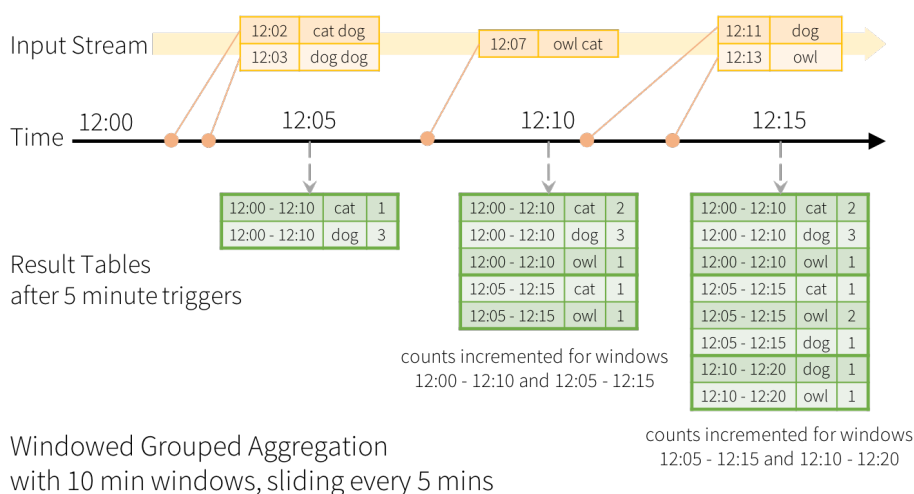 Input Stream
12:02 cat dog
12:03 dog dog
12:07 owl cat
12:11 dog
12:13 owl
Time
12:00
12:05
12:10
12:15
Result Tables
after 5 minute triggers
12:00 - 12:10 cat 1
12:00 - 12:10 dog 3
12:00 - 12:10 cat 2
12:00 - 12:10 dog 3
12:00 - 12:10 owl 1
12:05 - 12:15 cat 1
12:05 - 12:15 owl 1
counts incremented for windows
12:00 - 12:10 and 12:05 - 12:15
12:00 - 12:10 cat 2
12:00 - 12:10 dog 3
12:00 - 12:10 owl 1
12:05 - 12:15 cat 1
12:05 - 12:15 owl 2
12:05 - 12:15 dog 1
12:10 - 12:20 dog 1
12:10 - 12:20 owl 1
counts incremented for windows
12:05 - 12:15 and 12:10 - 12:20
Windowed Grouped Aggregation
with 10 min windows, sliding every 5 mins